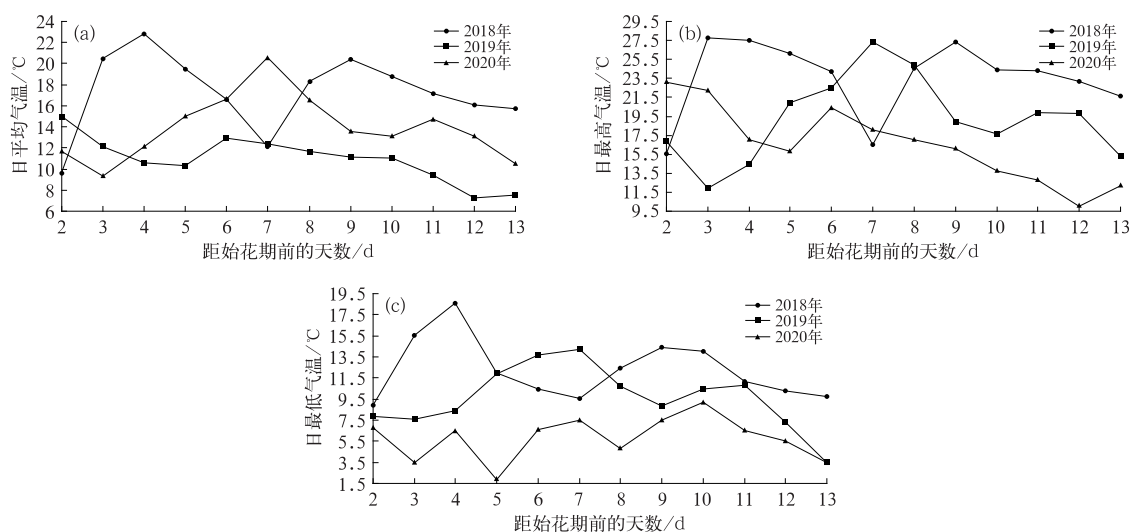 (a)
2018年
2019年
2020年
24
22
20
18
16
14
12
10
8
6
日平均气温/℃
2 3 4 5 6 7 8 9 10 11 12 13
距始花期前的天数/d
(b)
2018年
2019年
2020年
29.5
27.5
25.5
23.5
21.5
19.5
17.5
15.5
13.5
11.5
9.5
日最高气温/℃
2 3 4 5 6 7 8 9 10 11 12 13
距始花期前的天数/d
(c)
2018年
2019年
2020年
19.5
17.5
15.5
13.5
11.5
9.5
7.5
5.5
3.5
1.5
日最低气温/℃
2 3 4 5 6 7 8 9 10 11 12 13
距始花期前的天数/d